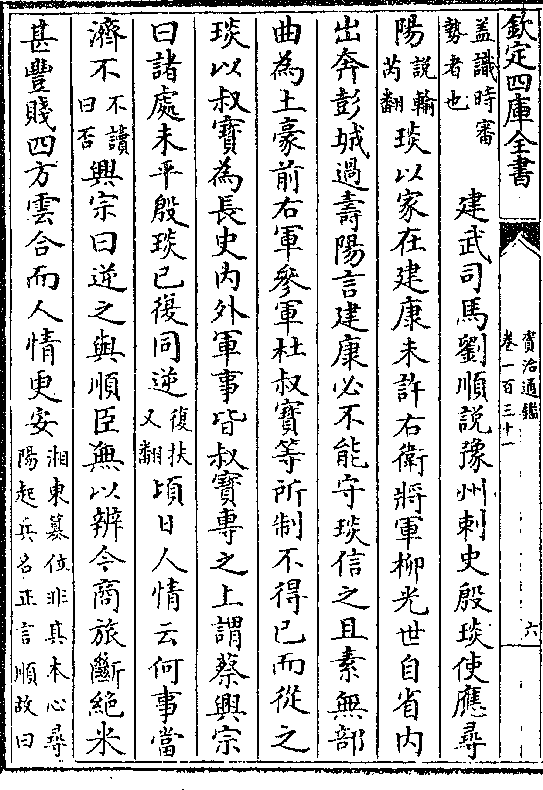 欽定四庫全書
資治通鑑
卷一百三十一
六
蓋識時審
勢者也
建武司馬劉順說豫州刺史殷琰使應尋
陽
說輸
芮翻
琰以家在建康未許右衛將軍柳光世自省內
出奔彭城過壽陽言建康必不能守琰信之且素無部
曲為土豪前右軍參軍杜叔寶等所制不得已而從之
琰以叔寶為長史內外軍事皆叔寶專之上謂蔡興宗
曰諸處未平殷琰已復同逆
復扶
又翻
頃日人情云何事當
濟不
不讀
曰否
興宗曰逆之與順臣無以辨今商旅斷絕米
甚豐賤四方雲合而人情更安
湘東篡位非其本心尋
陽起兵名正言順故曰